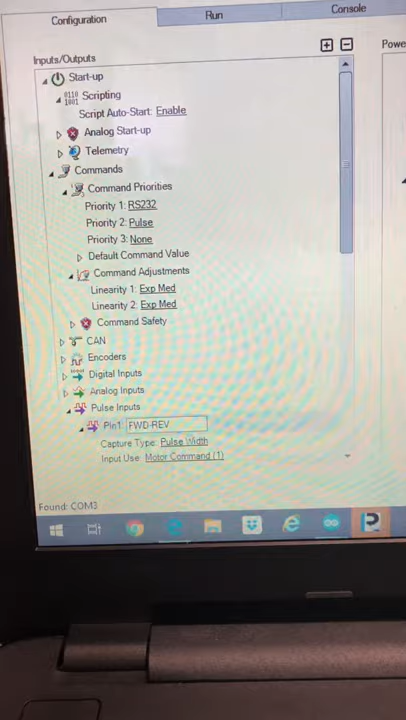 Configuration
Run
Console
Inputs/Outputs
Powe
Start-up
0110
1001
Scripting
Script Auto-Start: Enable
Analog Start-up
Telemetry
Commands
Command Priorities
Priority 1: RS232
Priority 2: Pulse
Priority 3: None
Default Command Value
Command Adjustments
Linearity 1: Exp Med
Linearity 2: Exp Med
Command Safety
CAN
Encoders
Digital Inputs
Analog Inputs
Pulse Inputs
Pin1: FWD-REV
Capture Type: Pulse Width
Input Use: Motor Command (1)
Found: COM3